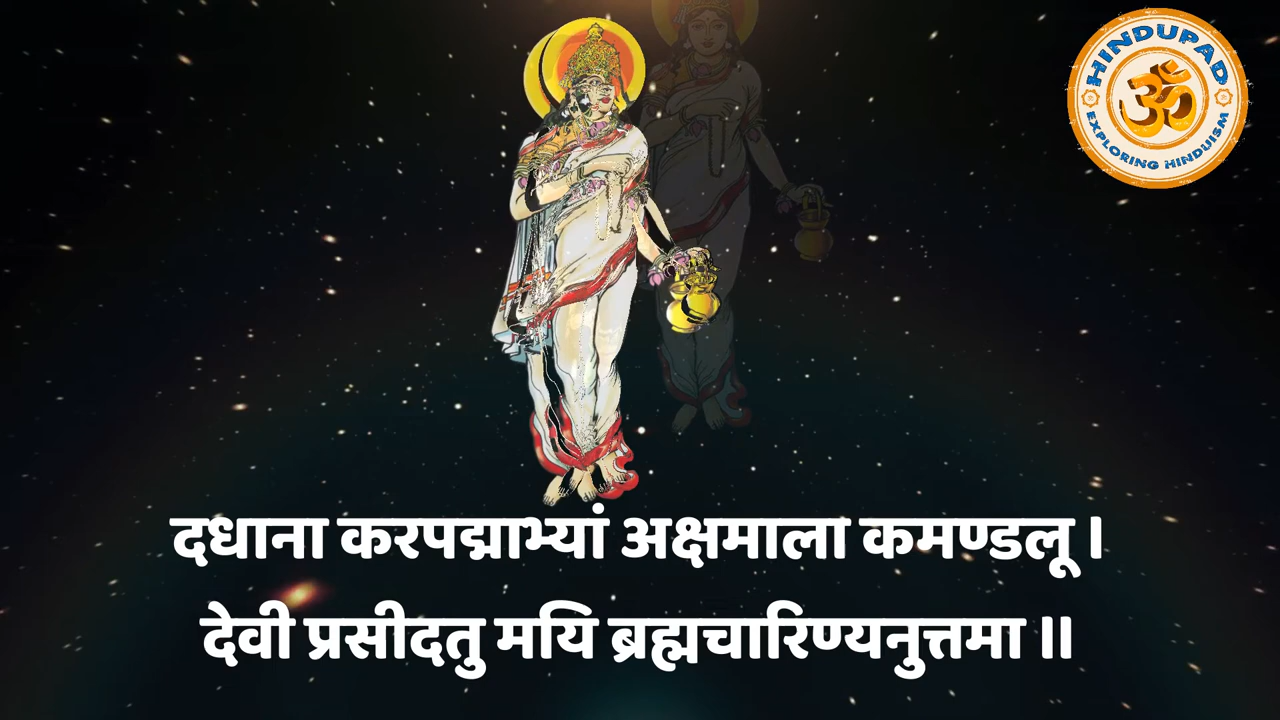 HINDUPAD
ॐ
EXPLORING HINDUISM
दधाना करपद्माभ्यां अक्षमाला कमण्डलू ।
देवी प्रसीदतु मयि ब्रह्मचारिण्यनुत्तमा ॥